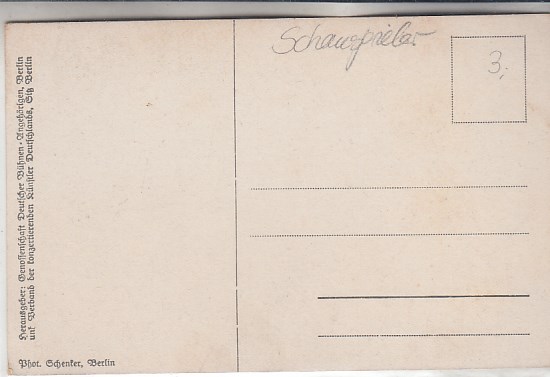 Schauspieler
3,
Herausgeber: Genossenschaft Deutscher Bühnen-Angehörigen, Berlin
und Verband der konzertierenden Künstler Deutschlands, Sitz Berlin
Phot. Schenker, Berlin